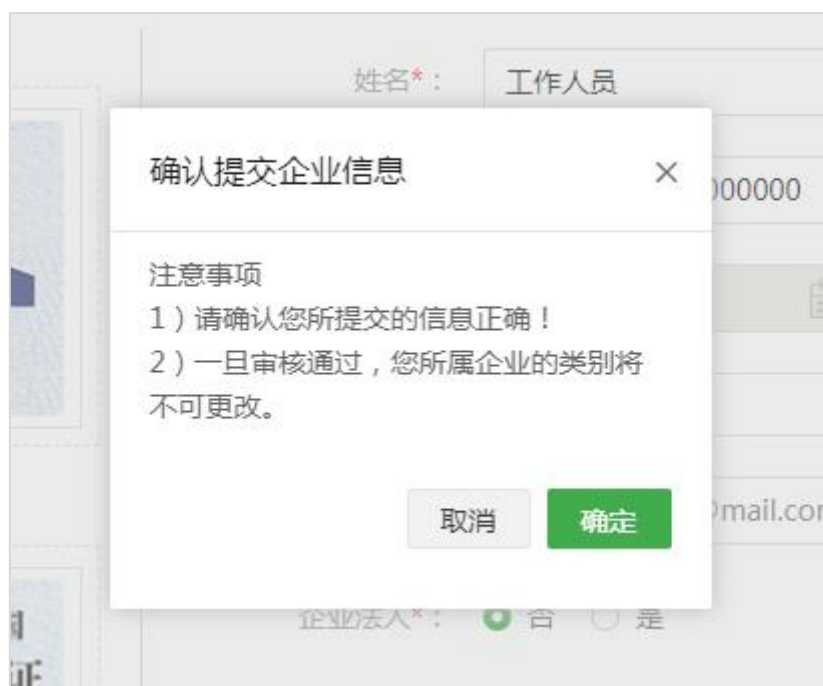 姓名*：
工作人员
确认提交企业信息
000000
注意事项
1）请确认您所提交的信息正确！
2）一旦审核通过，您所属企业的类别将
不可更改。
取消
确定
mail.com
企业法人*：
否
是
证